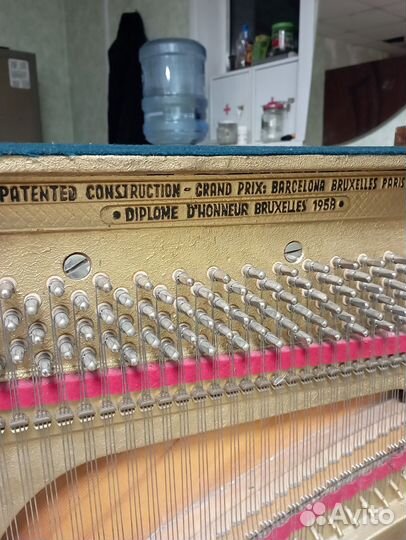 PATENTED CONSTRUCTION - GRAND PRIX: BARCELONA BRUXELLES PARIS
• DIPLOME D'HONNEUR BRUXELLES 1958 •
Avito